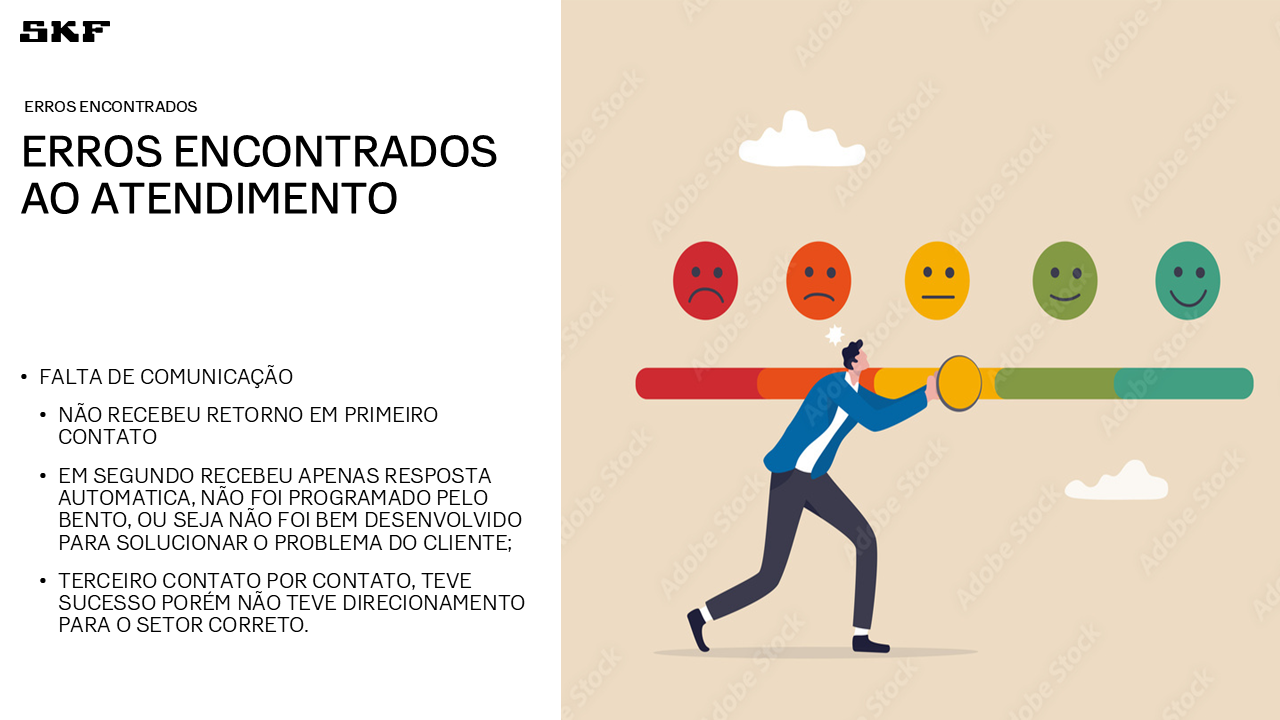 SKF
ERROS ENCONTRADOS
ERROS ENCONTRADOS
AO ATENDIMENTO
• FALTA DE COMUNICAÇÃO
• NÃO RECEBEU RETORNO EM PRIMEIRO
CONTATO
• EM SEGUNDO RECEBEU APENAS RESPOSTA
AUTOMATICA, NÃO FOI PROGRAMADO PELO
BENTO, OU SEJA NÃO FOI BEM DESENVOLVIDO
PARA SOLUCIONAR O PROBLEMA DO CLIENTE;
• TERCEIRO CONTATO POR CONTATO, TEVE
SUCESSO PORÉM NÃO TEVE DIRECIONAMENTO
PARA O SETOR CORRETO.
Adobe Stock